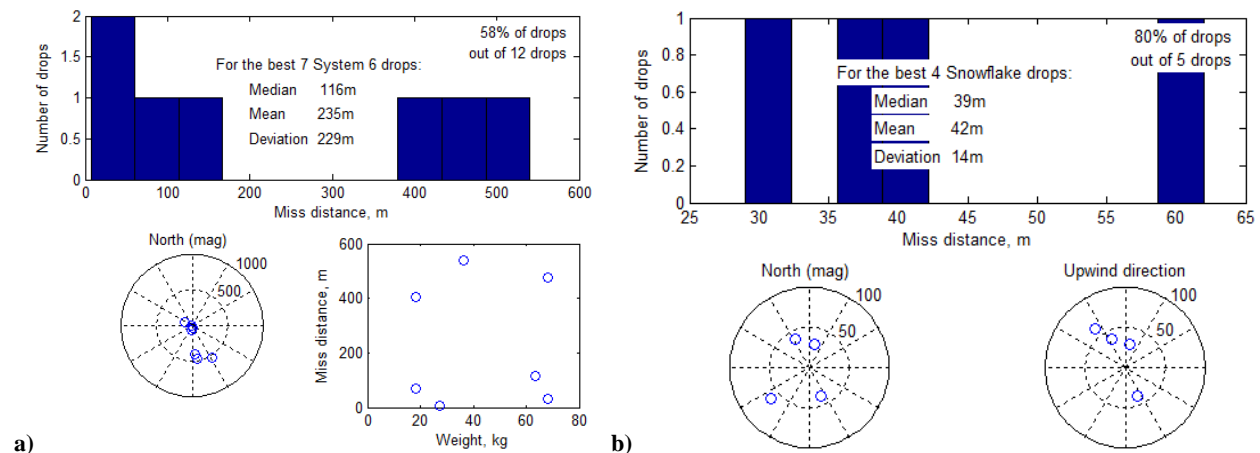 2
1.5
1
0.5
0
Number of drops
58% of drops
out of 12 drops
For the best 7 System 6 drops:
Median 116m
Mean 235m
Deviation 229m
0 100 200 300 400 500 600
Miss distance, m
North (mag)
1000
500
600
400
200
0
Miss distance, m
0 20 40 60 80
Weight, kg
a)
1
0.8
0.6
0.4
0.2
0
Number of drops
80% of drops
out of 5 drops
For the best 4 Snowflake drops:
Median 39m
Mean 42m
Deviation 14m
25 30 35 40 45 50 55 60 65
Miss distance, m
North (mag)
100
50
Upwind direction
100
50
b)